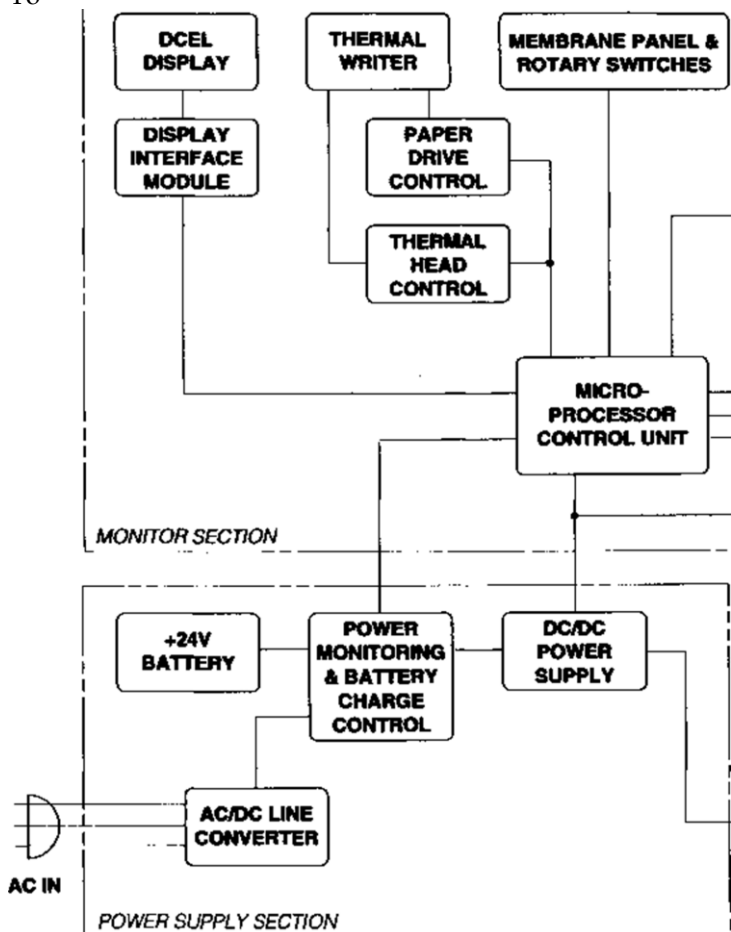 DCEL
DISPLAY
THERMAL
WRITER
MEMBRANE PANEL &
ROTARY SWITCHES
DISPLAY
INTERFACE
MODULE
PAPER
DRIVE
CONTROL
THERMAL
HEAD
CONTROL
MICRO-
PROCESSOR
CONTROL UNIT
MONITOR SECTION
+24V
BATTERY
POWER
MONITORING
& BATTERY
CHARGE
CONTROL
DC/DC
POWER
SUPPLY
AC/DC LINE
CONVERTER
AC IN
POWER SUPPLY SECTION